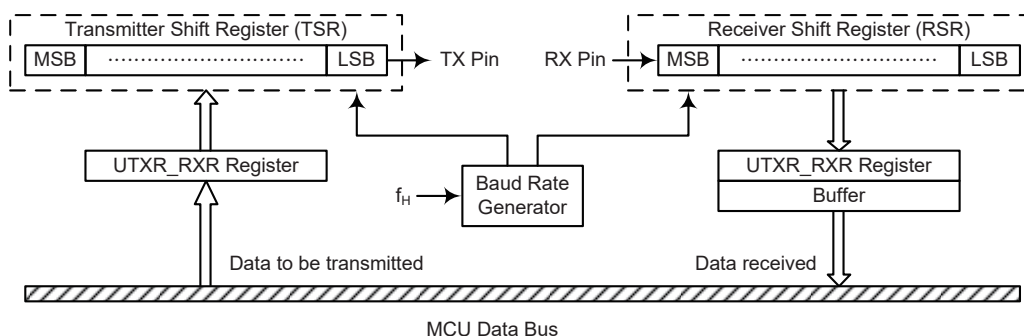 Transmitter Shift Register (TSR)
MSB ................................ LSB
TX Pin
RX Pin
Receiver Shift Register (RSR)
MSB ................................ LSB
UTXR_RXR Register
fH
Baud Rate
Generator
UTXR_RXR Register
Buffer
Data to be transmitted
Data received
MCU Data Bus